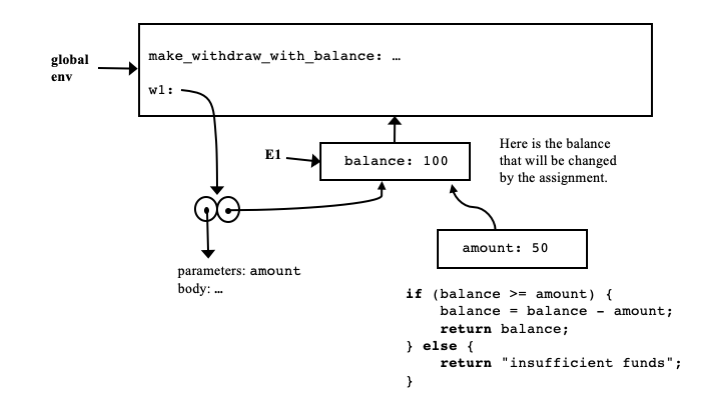 global
env
make_withdraw_with_balance: …
w1:
E1
balance: 100
Here is the balance
that will be changed
by the assignment.
amount: 50
parameters: amount
body: ...
if (balance >= amount) {
balance = balance - amount;
return balance;
} else {
return "insufficient funds";
}